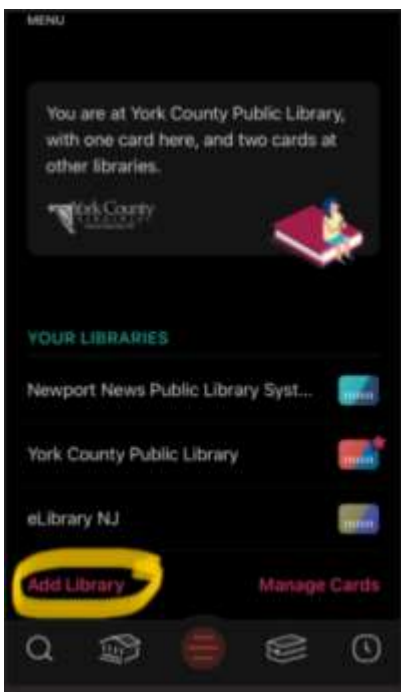 MENU
You are at York County Public Library,
with one card here, and two cards at
other libraries.
York County
YOUR LIBRARIES
Newport News Public Library Syst...
York County Public Library
eLibrary NJ
Add Library
Manage Cards